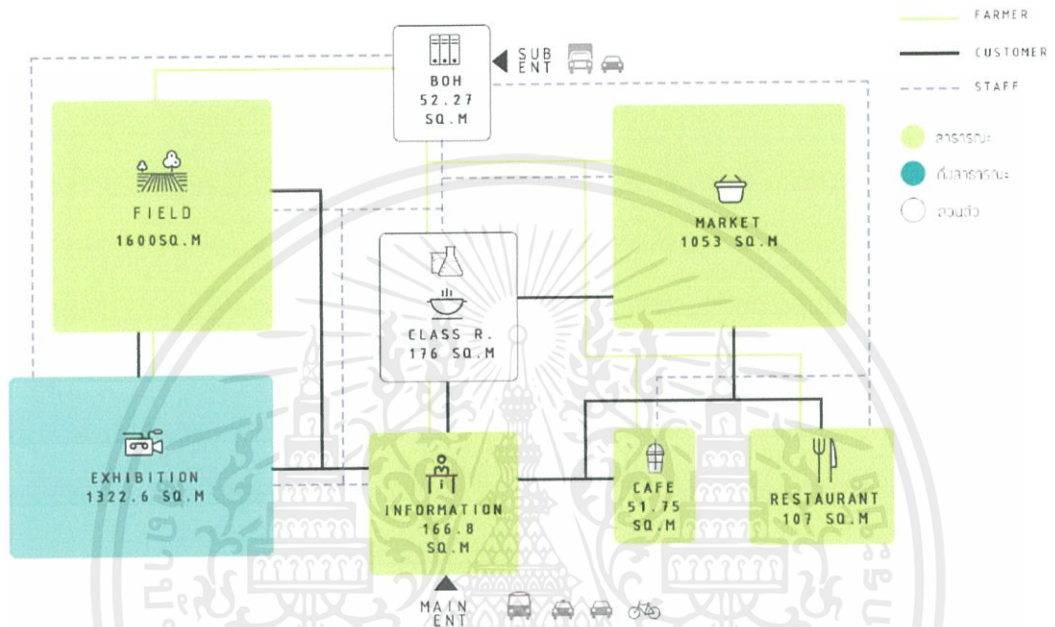 FARMER
CUSTOMER
STAFF
สาธารณะ
กึ่งสาธารณะ
ส่วนตัว
SUB
ENT
BOH
52.27
SQ.M
FIELD
1600SQ.M
MARKET
1053 SQ.M
CLASS R.
176 SQ.M
EXHIBITION
1322.6 SQ.M
INFORMATION
166.8
SQ.M
CAFE
51.75
SQ.M
RESTAURANT
107 SQ.M
MAIN
ENT